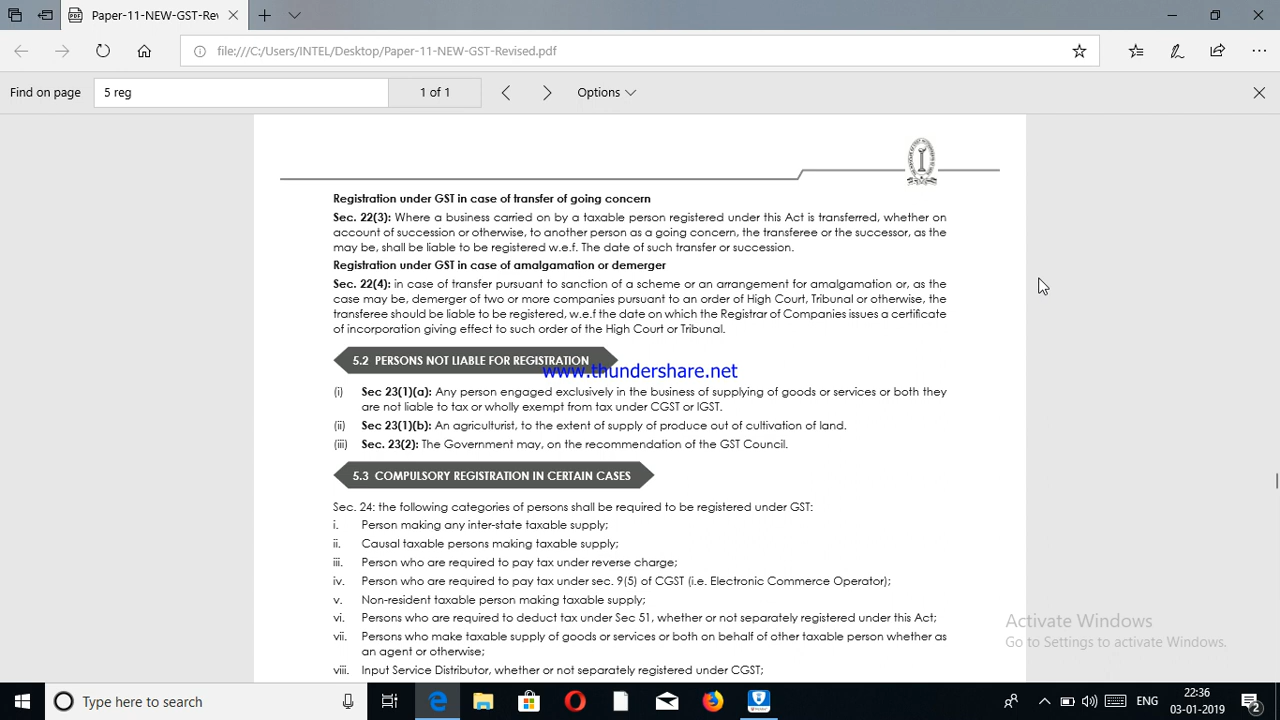 Paper-11-NEW-GST-Rev
file:///C:/Users/INTEL/Desktop/Paper-11-NEW-GST-Revised.pdf
Find on page
5 reg
1 of 1
Options
Registration under GST in case of transfer of going concern
Sec. 22(3): Where a business carried on by a taxable person registered under this Act is transferred, whether on
account of succession or otherwise, to another person as a going concern, the transferee or the successor, as the
may be, shall be liable to be registered w.e.f. The date of such transfer or succession.
Registration under GST in case of amalgamation or demerger
Sec. 22(4): in case of transfer pursuant to sanction of a scheme or an arrangement for amalgamation or, as the
case may be, demerger of two or more companies pursuant to an order of High Court, Tribunal or otherwise, the
transferee should be liable to be registered, w.e.f the date on which the Registrar of Companies issues a certificate
of incorporation giving effect to such order of the High Court or Tribunal.
5.2 PERSONS NOT LIABLE FOR REGISTRATION
www.thundershare.net
(i) Sec 23(1)(a): Any person engaged exclusively in the business of supplying of goods or services or both they
are not liable to tax or wholly exempt from tax under CGST or IGST.
(ii) Sec 23(1)(b): An agriculturist, to the extent of supply of produce out of cultivation of land.
(iii) Sec. 23(2): The Government may, on the recommendation of the GST Council.
5.3 COMPULSORY REGISTRATION IN CERTAIN CASES
Sec. 24: the following categories of persons shall be required to be registered under GST:
i. Person making any inter-state taxable supply;
ii. Causal taxable persons making taxable supply;
iii. Person who are required to pay tax under reverse charge;
iv. Person who are required to pay tax under sec. 9(5) of CGST (i.e. Electronic Commerce Operator);
v. Non-resident taxable person making taxable supply;
vi. Persons who are required to deduct tax under Sec 51, whether or not separately registered under this Act;
vii. Persons who make taxable supply of goods or services or both on behalf of other taxable person whether as
an agent or otherwise;
viii. Input Service Distributor, whether or not separately registered under CGST;
Activate Windows
Go to Settings to activate Windows.
Type here to search
ENG
22:36
03-01-2019
2